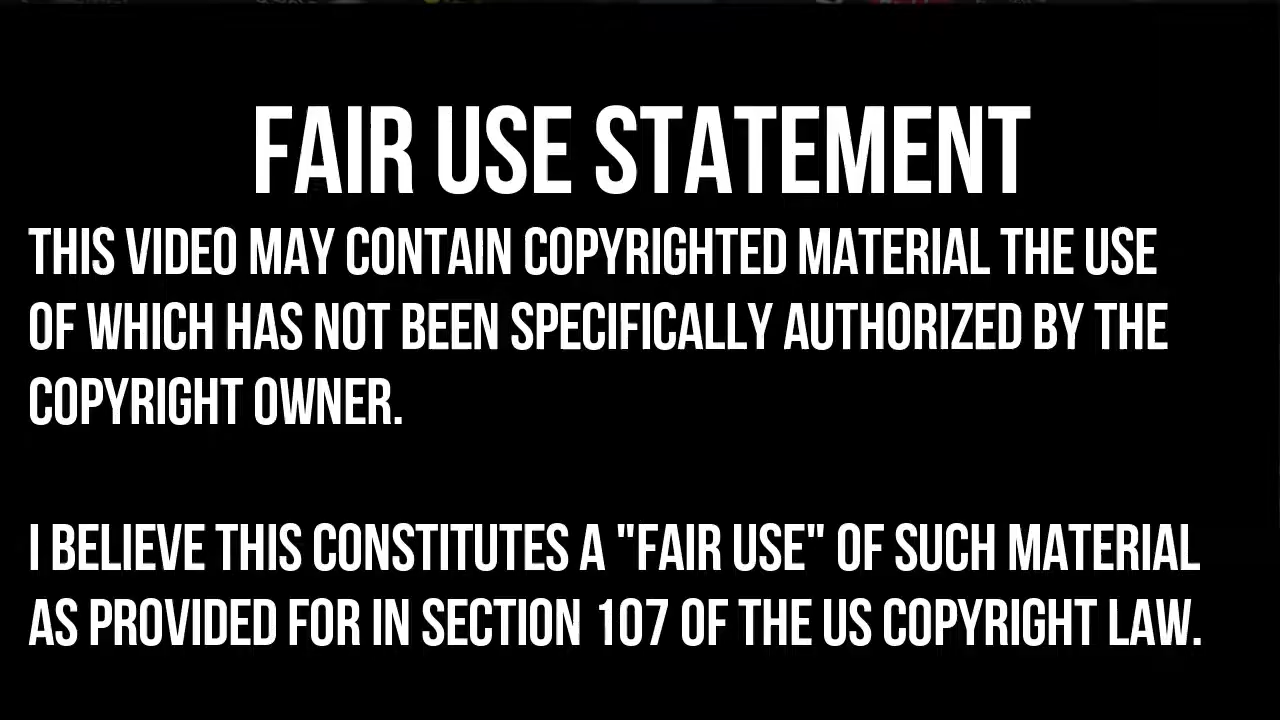 FAIR USE STATEMENT
THIS VIDEO MAY CONTAIN COPYRIGHTED MATERIAL THE USE
OF WHICH HAS NOT BEEN SPECIFICALLY AUTHORIZED BY THE
COPYRIGHT OWNER.
I BELIEVE THIS CONSTITUTES A "FAIR USE" OF SUCH MATERIAL
AS PROVIDED FOR IN SECTION 107 OF THE US COPYRIGHT LAW.